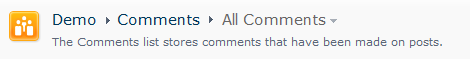 Demo Comments All Comments
The Comments list stores comments that have been made on posts.